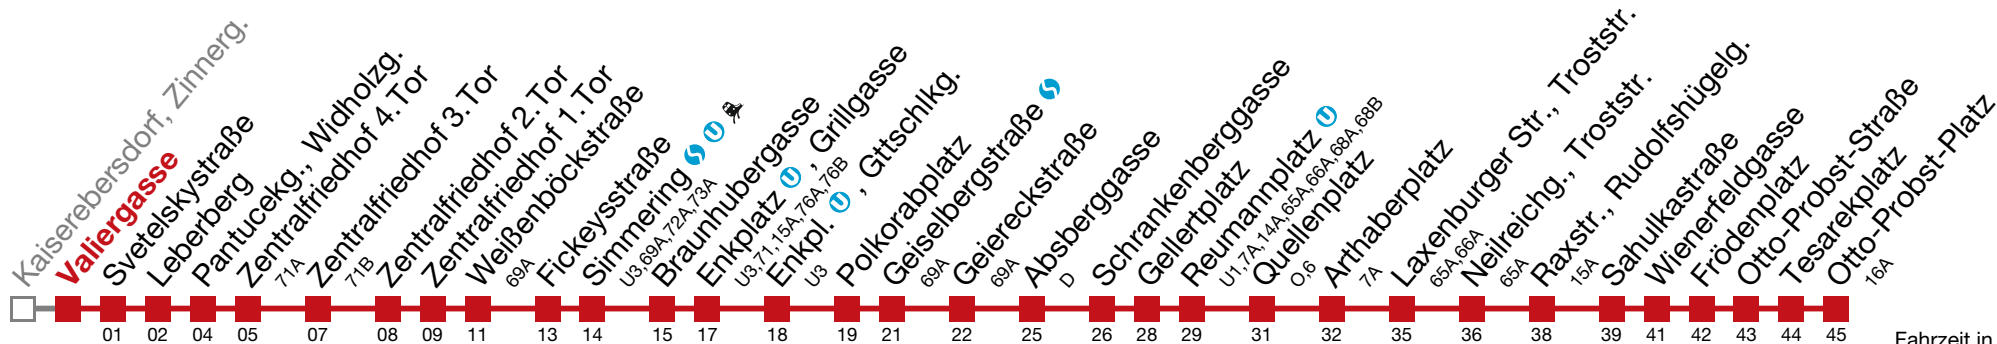 Kaiserebersdorf, Zinnerg.
Valiergasse
Svetelskystraße
Leberberg
Pantucekg., Widholzg.
Zentralfriedhof 4.Tor
71A
Zentralfriedhof 3.Tor
71B
Zentralfriedhof 2.Tor
Zentralfriedhof 1.Tor
Weißenböckstraße
69A
Fickeysstraße
Simmering S U
U3,69A,72A,73A
Braunhubergasse
Enkplatz U , Grillgasse
U3,71,15A,76A,76B
Enkpl. U , Gttschlkg.
U3
Polkorabplatz
Geiselbergstraße S
69A
Geiereckstraße
69A
Absberggasse
D
Schrankenberggasse
Gellertplatz
Reumannplatz U
U1,7A,14A,65A,66A,68A,68B
Quellenplatz
O,6
Arthaberplatz
7A
Laxenburger Str., Troststr.
65A,66A
Neilreichg., Troststr.
65A
Raxstr., Rudolfshügelg.
15A
Sahulkastraße
Wienerfeldgasse
Frödenplatz
Otto-Probst-Straße
Tesarekplatz
Otto-Probst-Platz
16A
01 02 04 05 07 08 09 11 13 14 15 17 18 19 21 22 25 26 28 29 31 32 35 36 38 39 41 42 43 44 45
Fahrzeit in